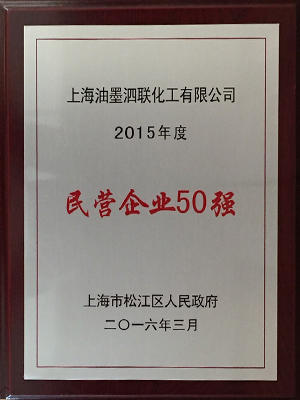 上海油墨泗联化工有限公司
2015年度
民营企业50强
上海市松江区人民政府
二〇一六年三月